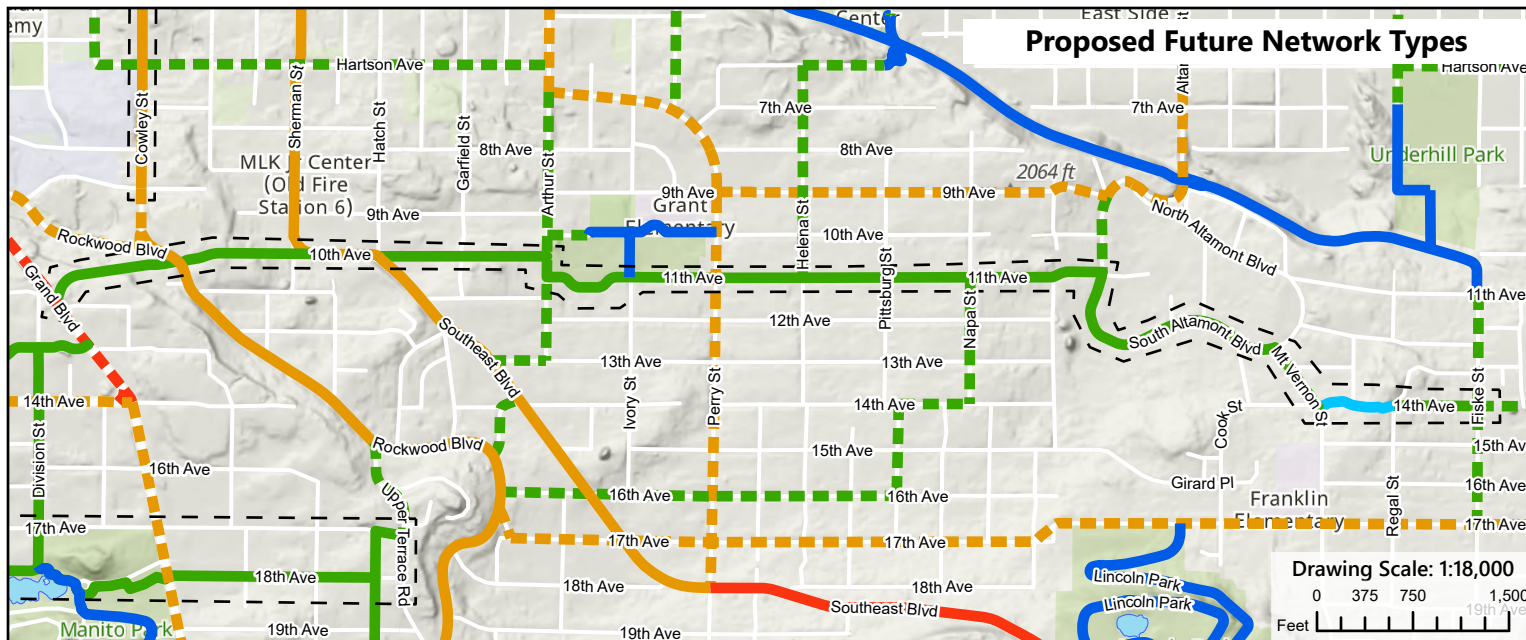 emy
Center
East Side
Proposed Future Network Types
Hartson Ave
Hartson Ave
Cowley St
Sherman St
Hatch St
Garfield St
Arthur St
7th Ave
7th Ave
8th Ave
8th Ave
MLK Jr Center
(Old Fire
Station 6)
Underhill Park
2064 ft
9th Ave
9th Ave
9th Ave
Grant
Elementary
Helena St
10th Ave
North Altamont Blvd
Rockwood Blvd
10th Ave
Pittsburg St
11th Ave
11th Ave
11th Ave
Grand Blvd
Napa St
12th Ave
Southeast Blvd
South Altamont Blvd
13th Ave
13th Ave
Mt Vernon St
Ivory St
Perry St
Fiske St
14th Ave
14th Ave
14th Ave
Cook St
Division St
Rockwood Blvd
15th Ave
15th Ave
16th Ave
Girard Pl
16th Ave
16th Ave
16th Ave
Upper Terrace Rd
Franklin
Elementary
Regal St
17th Ave
17th Ave
17th Ave
17th Ave
18th Ave
18th Ave
18th Ave
Lincoln Park
Lincoln Park
Southeast Blvd
Drawing Scale: 1:18,000
0 375 750 1,500
Feet
19th Ave
Manito Park
19th Ave
19th Ave